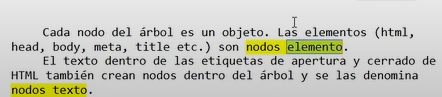 Cada nodo del árbol es un objeto. Las elementos (html,
head, body, meta, title etc.) son nodos elemento.
El texto dentro de las etiquetas de apertura y cerrado de
HTML también crean nodos dentro del árbol y se las denomina
nodos texto.